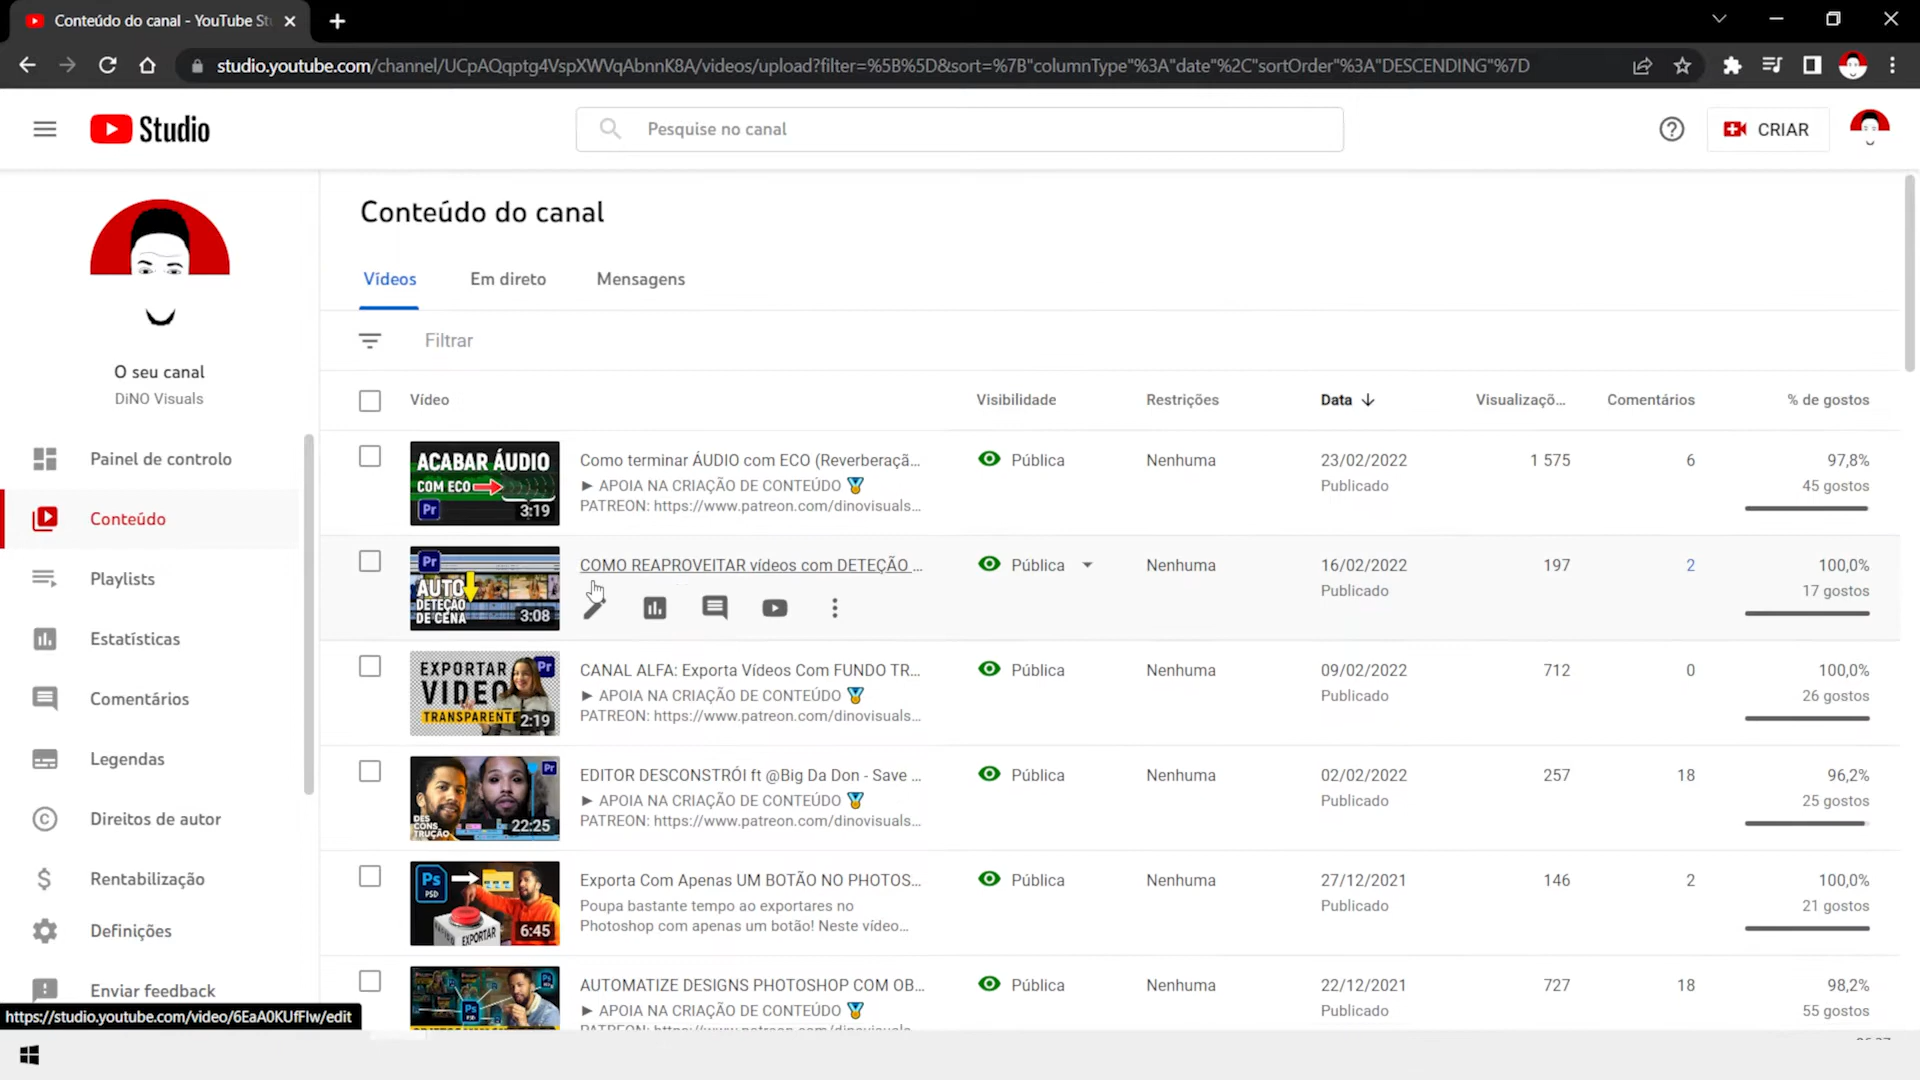 Conteúdo do canal - YouTube St
studio.youtube.com/channel/UCpAQqptg4VspXWVqAbnnK8A/videos/upload?filter=%5B%5D&sort=%7B"columnType"%3A"date"%2C"sortOrder"%3A"DESCENDING"%7D
Studio
Pesquise no canal
CRIAR
Conteúdo do canal
Vídeos
Em direto
Mensagens
Filtrar
O seu canal
DiNO Visuals
Painel de controlo
Conteúdo
Playlists
Estatísticas
Comentários
Legendas
Direitos de autor
Rentabilização
Definições
Enviar feedback
Vídeo
Visibilidade
Restrições
Data
Visualizaçõ...
Comentários
% de gostos
ACABAR ÁUDIO
COM ECO
Pr
3:19
Como terminar ÁUDIO com ECO (Reverberaçã...
► APOIA NA CRIAÇÃO DE CONTEÚDO 🏅
PATREON: https://www.patreon.com/dinovisuals...
Pública
Nenhuma
23/02/2022
Publicado
1 575
6
97,8%
45 gostos
Pr
AUTO
DETEÇÃO
DE CENA
3:08
COMO REAPROVEITAR vídeos com DETEÇÃO ...
Pública
Nenhuma
16/02/2022
Publicado
197
2
100,0%
17 gostos
EXPORTAR
VIDEO
TRANSPARENTE
Pr
2:19
CANAL ALFA: Exporta Vídeos Com FUNDO TR...
► APOIA NA CRIAÇÃO DE CONTEÚDO 🏅
PATREON: https://www.patreon.com/dinovisuals...
Pública
Nenhuma
09/02/2022
Publicado
712
0
100,0%
26 gostos
Pr
DES
CONS
TRUÇÃO
22:25
EDITOR DESCONSTRÓI ft @Big Da Don - Save ...
► APOIA NA CRIAÇÃO DE CONTEÚDO 🏅
PATREON: https://www.patreon.com/dinovisuals...
Pública
Nenhuma
02/02/2022
Publicado
257
18
96,2%
25 gostos
Ps
PSD
EXPORTAR
6:45
Exporta Com Apenas UM BOTÃO NO PHOTOS...
Poupa bastante tempo ao exportares no
Photoshop com apenas um botão! Neste vídeo...
Pública
Nenhuma
27/12/2021
Publicado
146
2
100,0%
21 gostos
Ps
AUTOMATIZE DESIGNS PHOTOSHOP COM OB...
► APOIA NA CRIAÇÃO DE CONTEÚDO 🏅
Pública
Nenhuma
22/12/2021
Publicado
727
18
98,2%
55 gostos
https://studio.youtube.com/video/6EaA0KUfFlw/edit